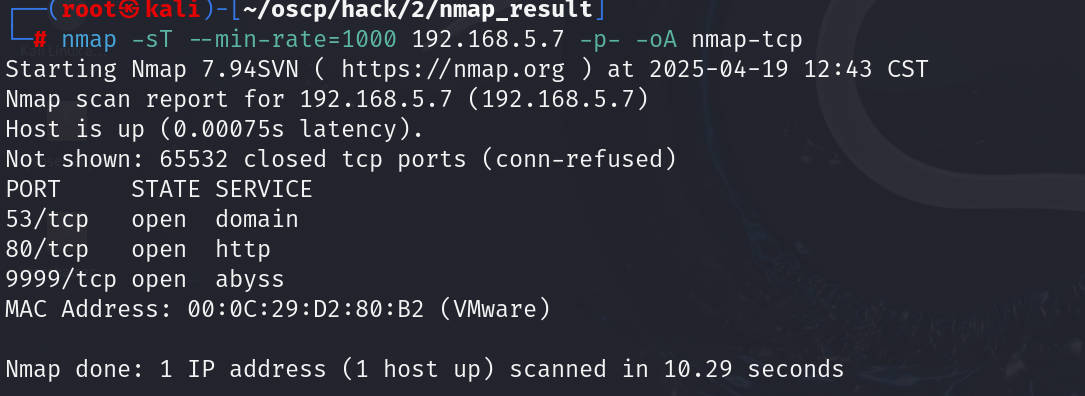 ┌──(root㉿kali)-[~/oscp/hack/2/nmap_result]
└─# nmap -sT --min-rate=1000 192.168.5.7 -p- -oA nmap-tcp
Starting Nmap 7.94SVN ( https://nmap.org ) at 2025-04-19 12:43 CST
Nmap scan report for 192.168.5.7 (192.168.5.7)
Host is up (0.00075s latency).
Not shown: 65532 closed tcp ports (conn-refused)
PORT     STATE SERVICE
53/tcp   open  domain
80/tcp   open  http
9999/tcp open  abyss
MAC Address: 00:0C:29:D2:80:B2 (VMware)
Nmap done: 1 IP address (1 host up) scanned in 10.29 seconds